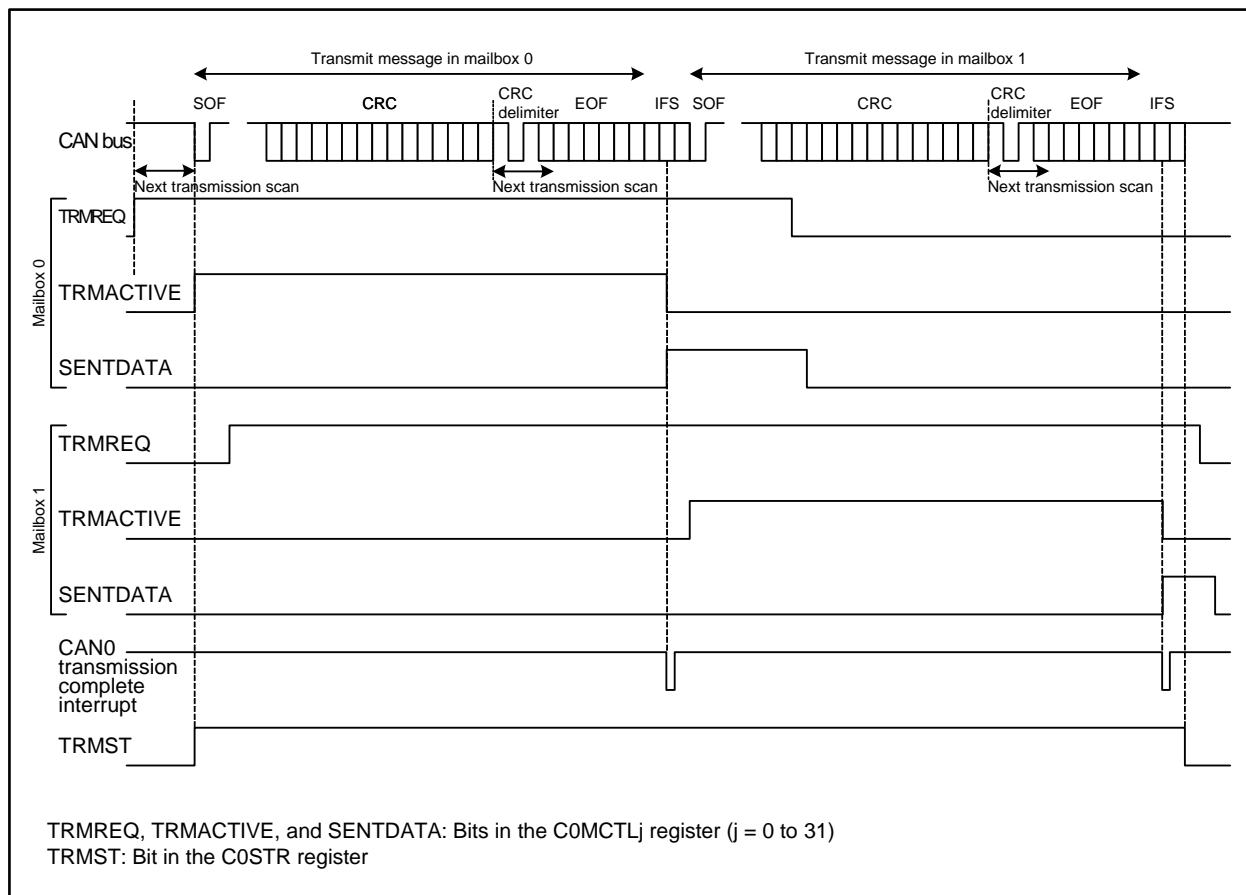 Transmit message in mailbox 0
Transmit message in mailbox 1
SOF
CRC
CRC
delimiter
EOF
IFS
SOF
CRC
CRC
delimiter
EOF
IFS
CAN bus
Next transmission scan
Next transmission scan
Next transmission scan
Mailbox 0
TRMREQ
TRMACTIVE
SENTDATA
Mailbox 1
TRMREQ
TRMACTIVE
SENTDATA
CAN0
transmission
complete
interrupt
TRMST
TRMREQ, TRMACTIVE, and SENTDATA: Bits in the C0MCTLj register (j = 0 to 31)
TRMST: Bit in the C0STR register